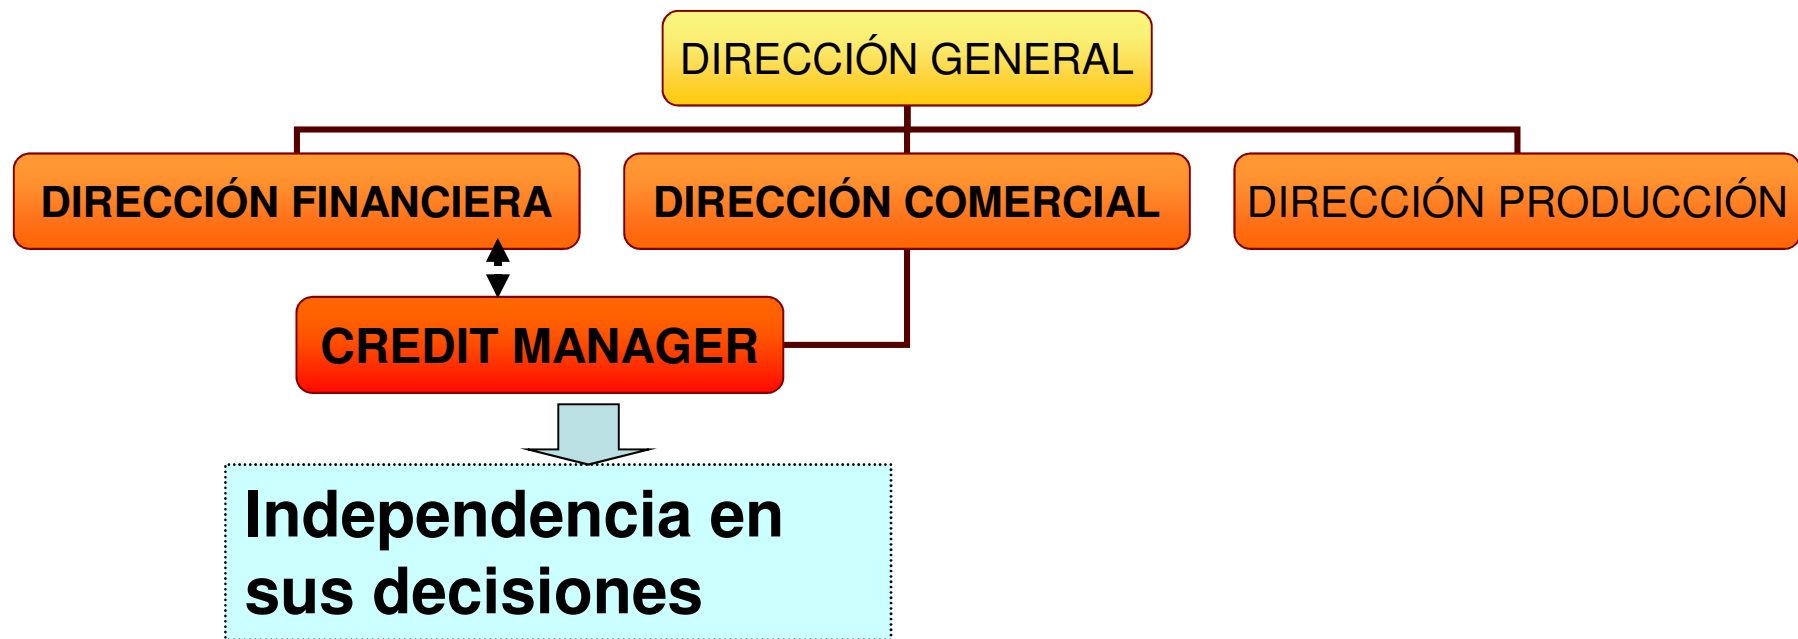 DIRECCIÓN GENERAL
DIRECCIÓN FINANCIERA
DIRECCIÓN COMERCIAL
DIRECCIÓN PRODUCCIÓN
CREDIT MANAGER
Independencia en
sus decisiones